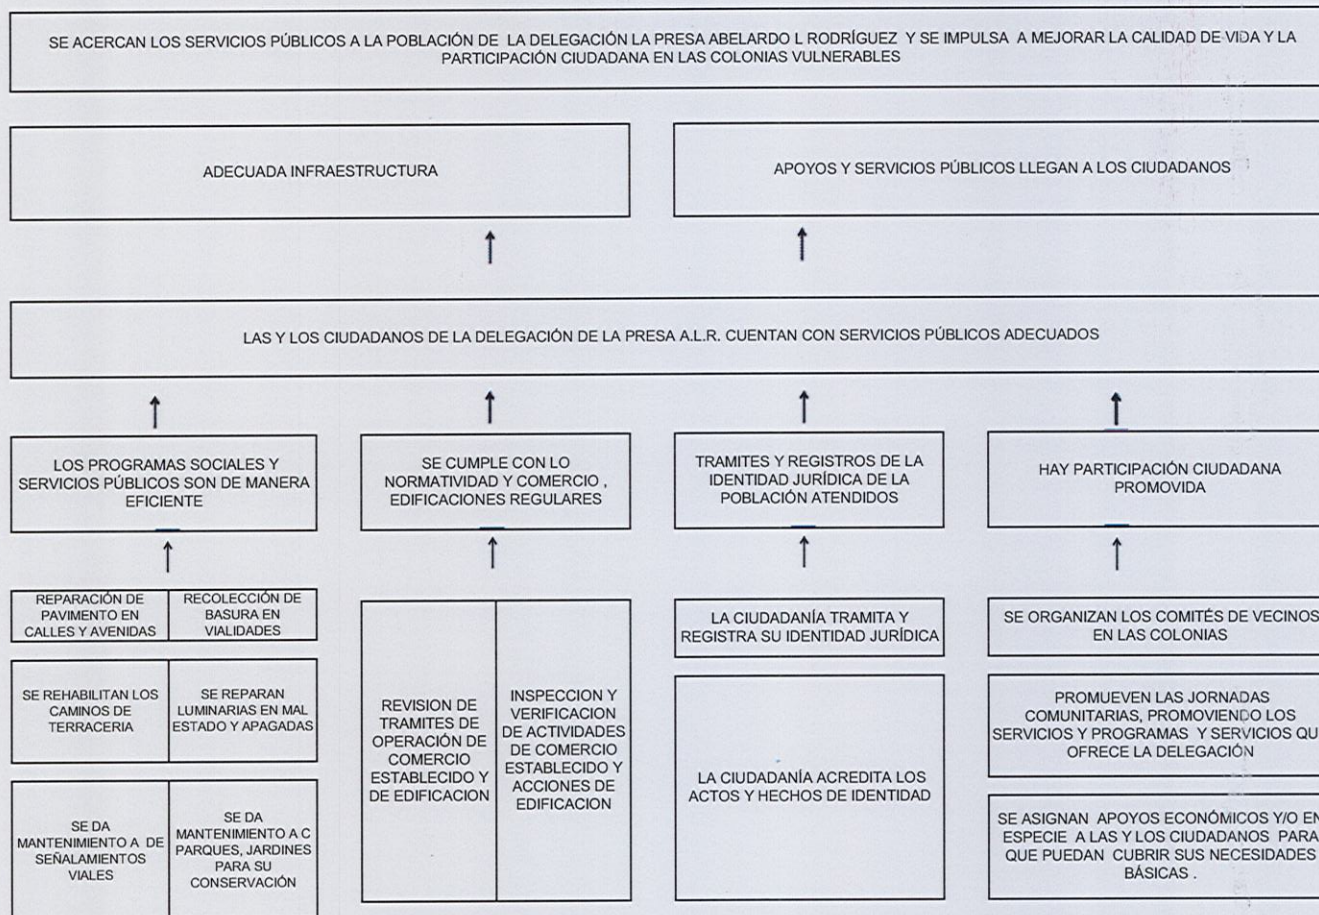 SE ACERCAN LOS SERVICIOS PÚBLICOS A LA POBLACIÓN DE LA DELEGACIÓN LA PRESA ABELARDO L RODRÍGUEZ Y SE IMPULSA A MEJORAR LA CALIDAD DE VIDA Y LA
PARTICIPACIÓN CIUDADANA EN LAS COLONIAS VULNERABLES
ADECUADA INFRAESTRUCTURA
APOYOS Y SERVICIOS PÚBLICOS LLEGAN A LOS CIUDADANOS
LAS Y LOS CIUDADANOS DE LA DELEGACIÓN DE LA PRESA A.L.R. CUENTAN CON SERVICIOS PÚBLICOS ADECUADOS
LOS PROGRAMAS SOCIALES Y
SERVICIOS PÚBLICOS SON DE MANERA
EFICIENTE
SE CUMPLE CON LO
NORMATIVIDAD Y COMERCIO ,
EDIFICACIONES REGULARES
TRAMITES Y REGISTROS DE LA
IDENTIDAD JURÍDICA DE LA
POBLACIÓN ATENDIDOS
HAY PARTICIPACIÓN CIUDADANA
PROMOVIDA
REPARACIÓN DE
PAVIMENTO EN
CALLES Y AVENIDAS
RECOLECCIÓN DE
BASURA EN
VIALIDADES
SE REHABILITAN LOS
CAMINOS DE
TERRACERIA
SE REPARAN
LUMINARIAS EN MAL
ESTADO Y APAGADAS
SE DA
MANTENIMIENTO A DE
SEÑALAMIENTOS
VIALES
SE DA
MANTENIMIENTO A C
PARQUES, JARDINES
PARA SU
CONSERVACIÓN
REVISION DE
TRAMITES DE
OPERACIÓN DE
COMERCIO
ESTABLECIDO Y
DE EDIFICACION
INSPECCION Y
VERIFICACION
DE ACTIVIDADES
DE COMERCIO
ESTABLECIDO Y
ACCIONES DE
EDIFICACION
LA CIUDADANÍA TRAMITA Y
REGISTRA SU IDENTIDAD JURÍDICA
LA CIUDADANÍA ACREDITA LOS
ACTOS Y HECHOS DE IDENTIDAD
SE ORGANIZAN LOS COMITÉS DE VECINOS
EN LAS COLONIAS
PROMUEVEN LAS JORNADAS
COMUNITARIAS, PROMOVIENDO LOS
SERVICIOS Y PROGRAMAS Y SERVICIOS QU
OFRECE LA DELEGACIÓN
SE ASIGNAN APOYOS ECONÓMICOS Y/O EN
ESPECIE A LAS Y LOS CIUDADANOS PARA
QUE PUEDAN CUBRIR SUS NECESIDADES
BÁSICAS .